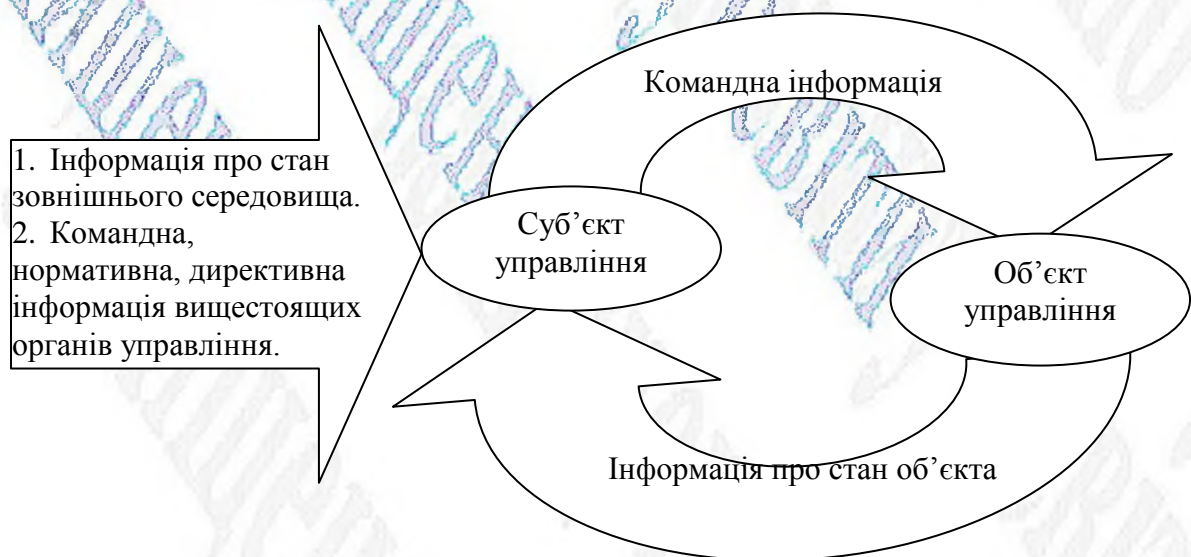 Командна інформація
1. Інформація про стан
зовнішнього середовища.
2. Командна,
нормативна, директивна
інформація вищестоящих
органів управління.
Суб’єкт
управління
Об’єкт
управління
Інформація про стан об’єкта